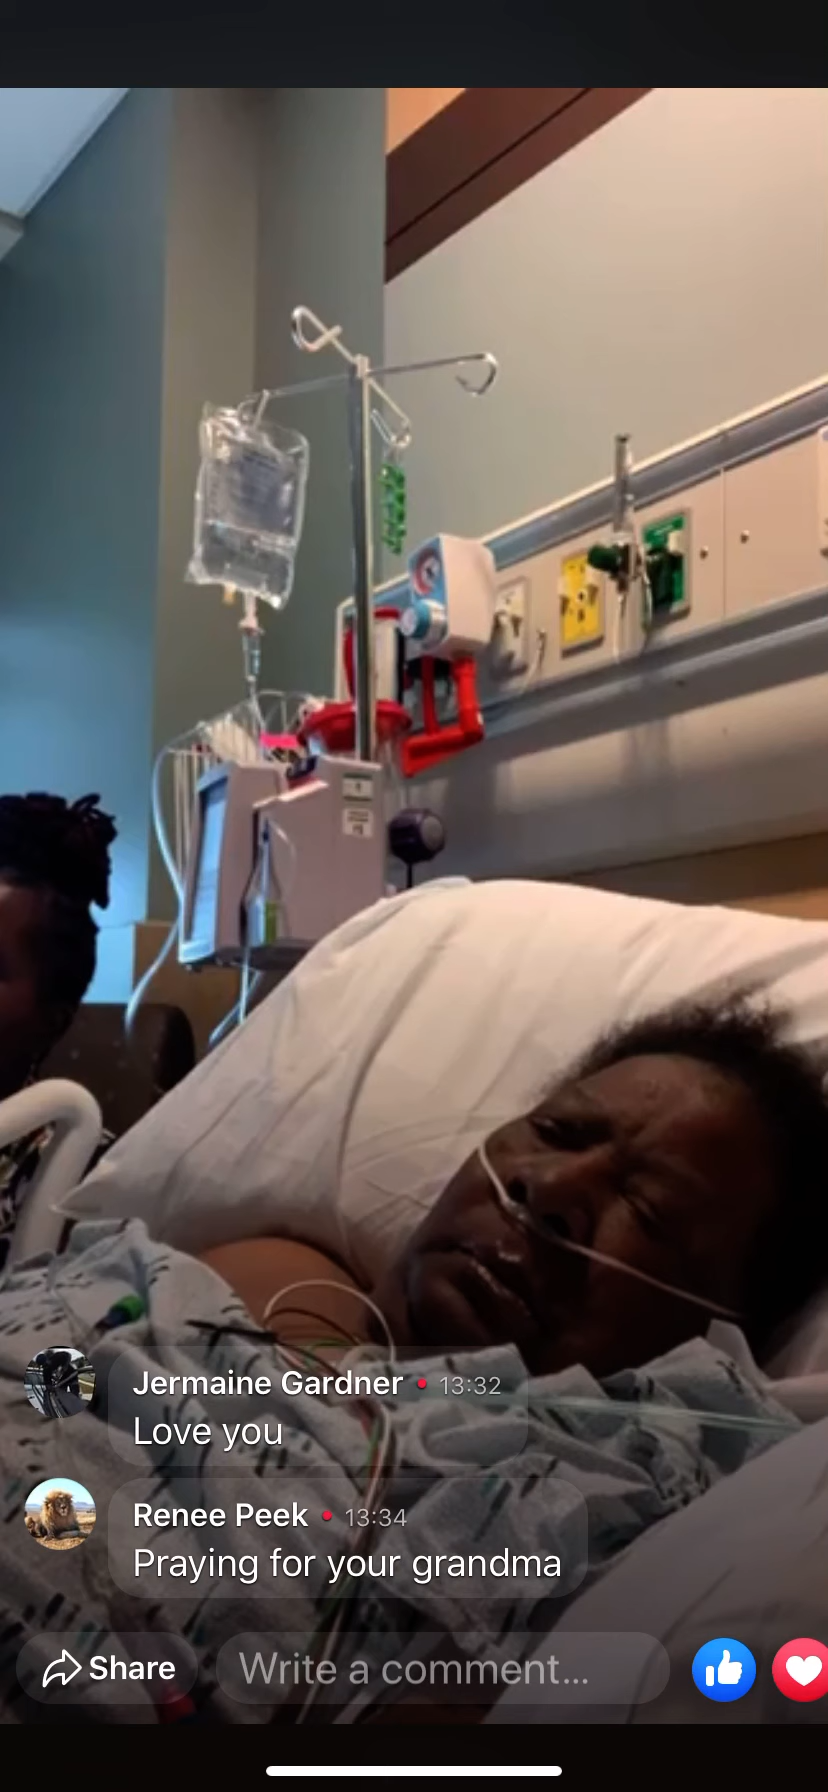 Jermaine Gardner • 13:32
Love you
Renee Peek • 13:34
Praying for your grandma
Share
Write a comment...